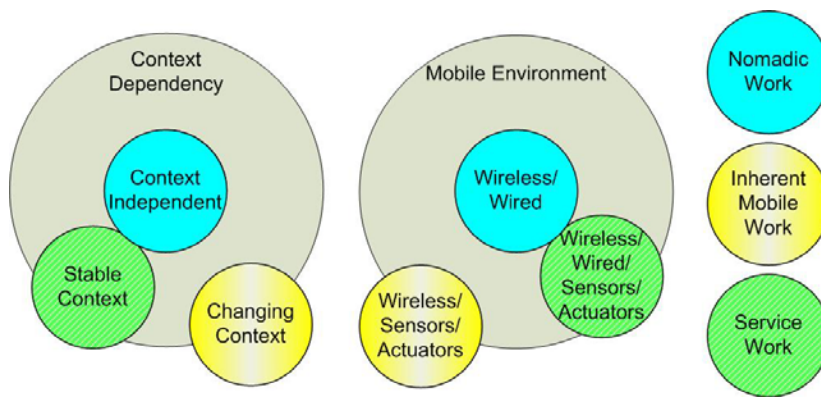 Context
Dependency
Context
Independent
Stable
Context
Changing
Context
Mobile Environment
Wireless/
Wired
Wireless/
Wired/
Sensors/
Actuators
Wireless/
Sensors/
Actuators
Nomadic
Work
Inherent
Mobile
Work
Service
Work